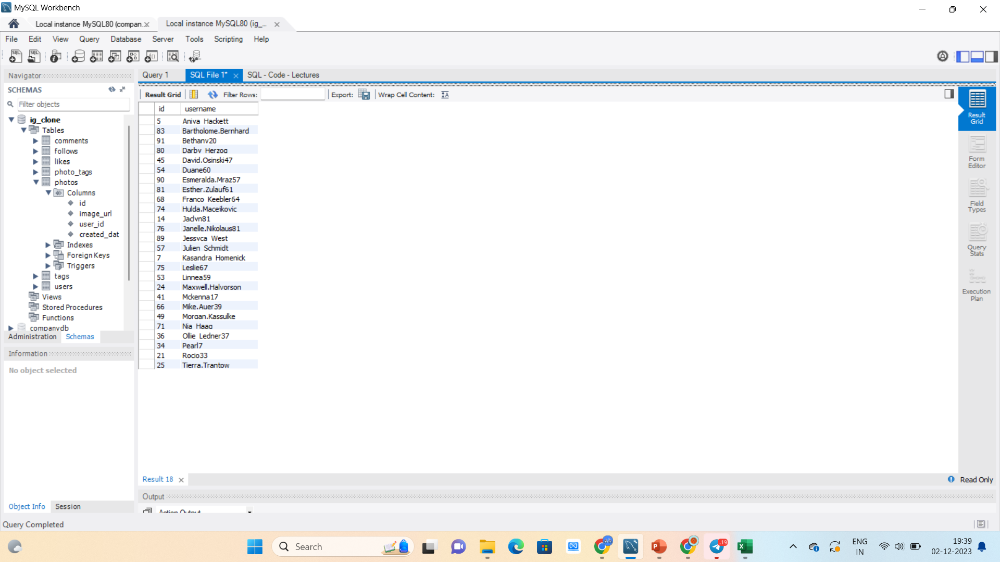 MySQL Workbench
Local instance MySQL80 (compan.
Local instance MySQL80 (ig_...
File Edit View Query Database Server Tools Scripting Help
Navigator
SCHEMAS
Filter objects
ig_clone
Tables
comments
follows
likes
photo_tags
photos
Columns
id
image_url
user_id
created_dat
Indexes
Foreign Keys
Triggers
tags
users
Views
Stored Procedures
Functions
companydb
Administration Schemas
Information
No object selected
Object Info Session
Query Completed
Query 1 SQL File 1* SQL - Code - Lectures
Result Grid Filter Rows: Export: Wrap Cell Content:
id username
5 Aniya_Hackett
83 Bartholome.Bernhard
91 Bethany20
80 Darby_Herzog
45 David.Osinski47
54 Duane60
90 Esmeralda.Mraz57
81 Esther.Zulauf61
68 Franco_Keebler64
74 Hulda.Macejkovic
14 Jaclyn81
76 Janelle.Nikolaus81
89 Jessyca_West
57 Julien_Schmidt
7 Kasandra_Homenick
75 Leslie67
53 Linnea59
24 Maxwell.Halvorson
41 Mckenna17
66 Mike.Auer39
49 Morgan.Kassulke
71 Nia_Haag
36 Ollie_Ledner37
34 Pearl7
21 Rocio33
25 Tierra.Trantow
Result
Grid
Form
Editor
Field
Types
Query
Stats
Execution
Plan
Result 18
Read Only
Output
Action Output
Search
19
ENG
IN
19:39
02-12-2023